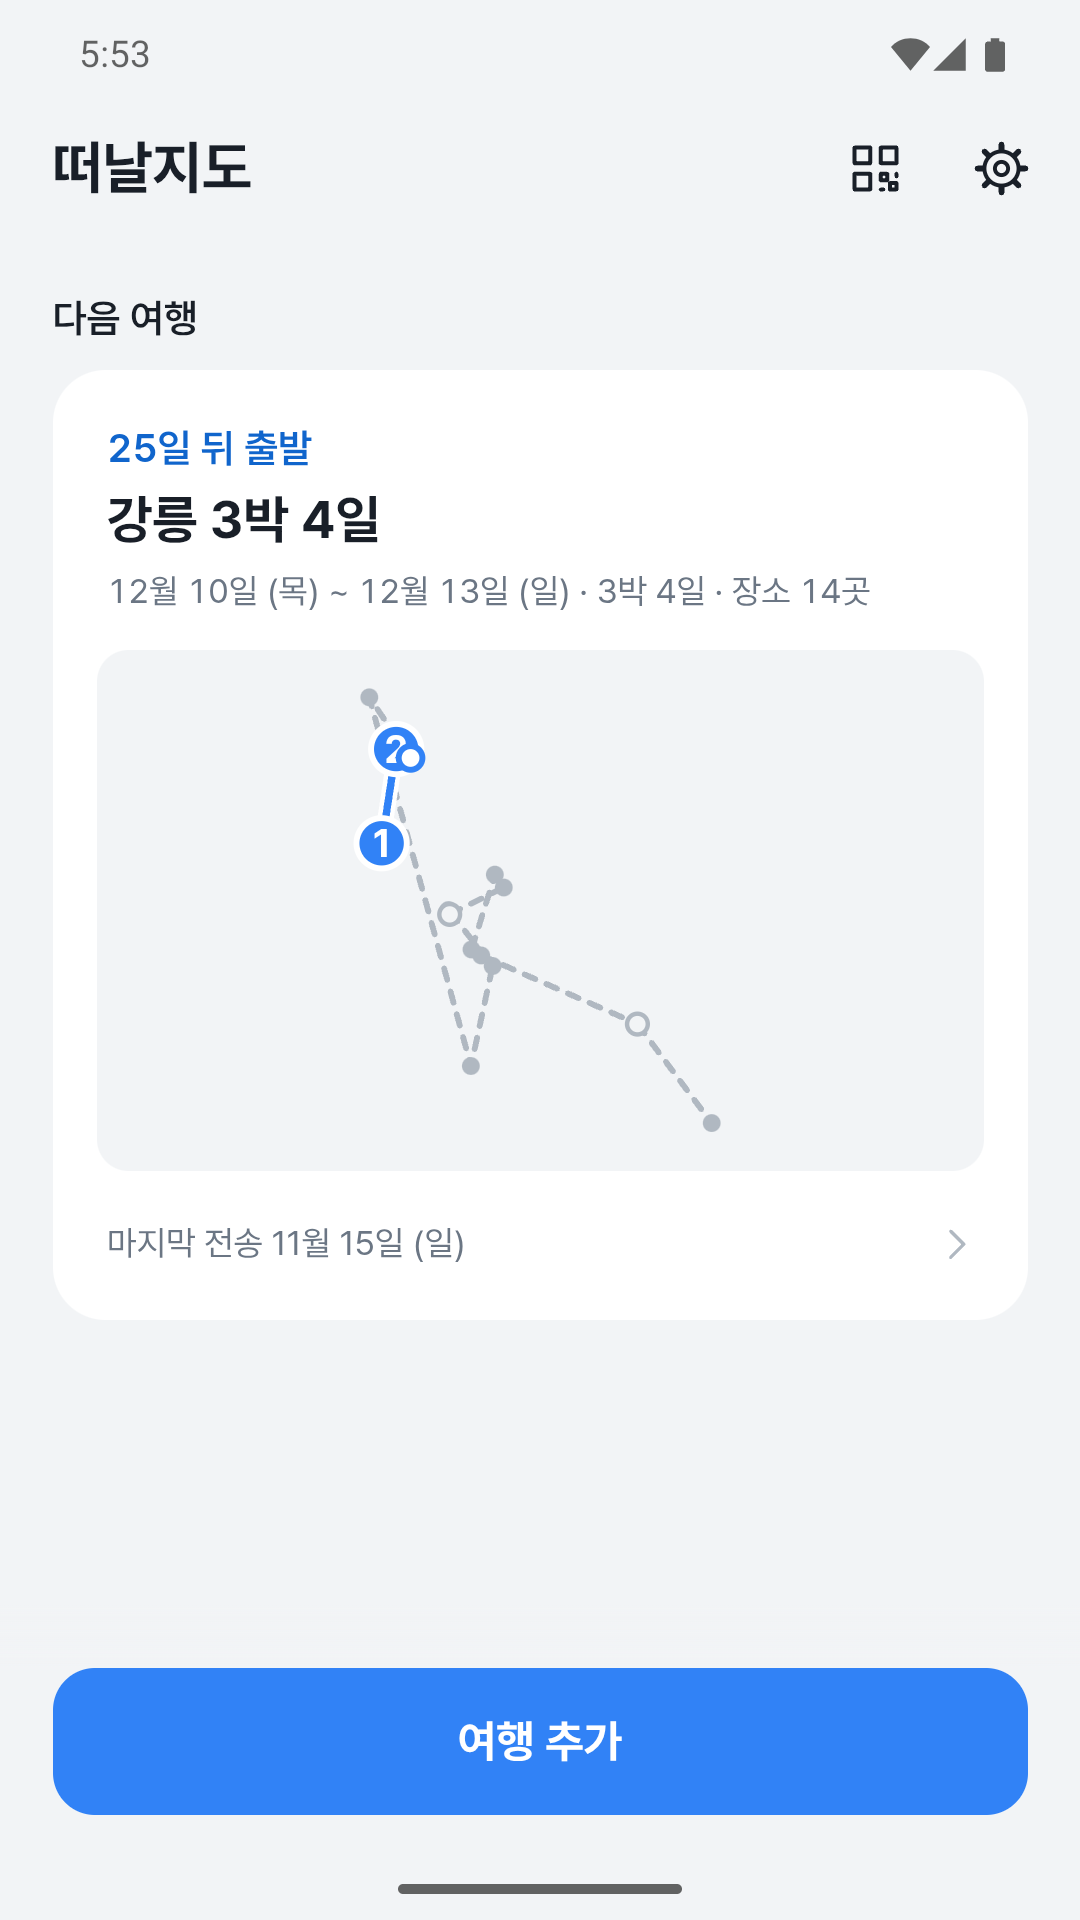 5:53
떠날지도
다음 여행
25일 뒤 출발
강릉 3박 4일
12월 10일 (목) ~ 12월 13일 (일) · 3박 4일 · 장소 14곳
2
1
마지막 전송 11월 15일 (일)
여행 추가